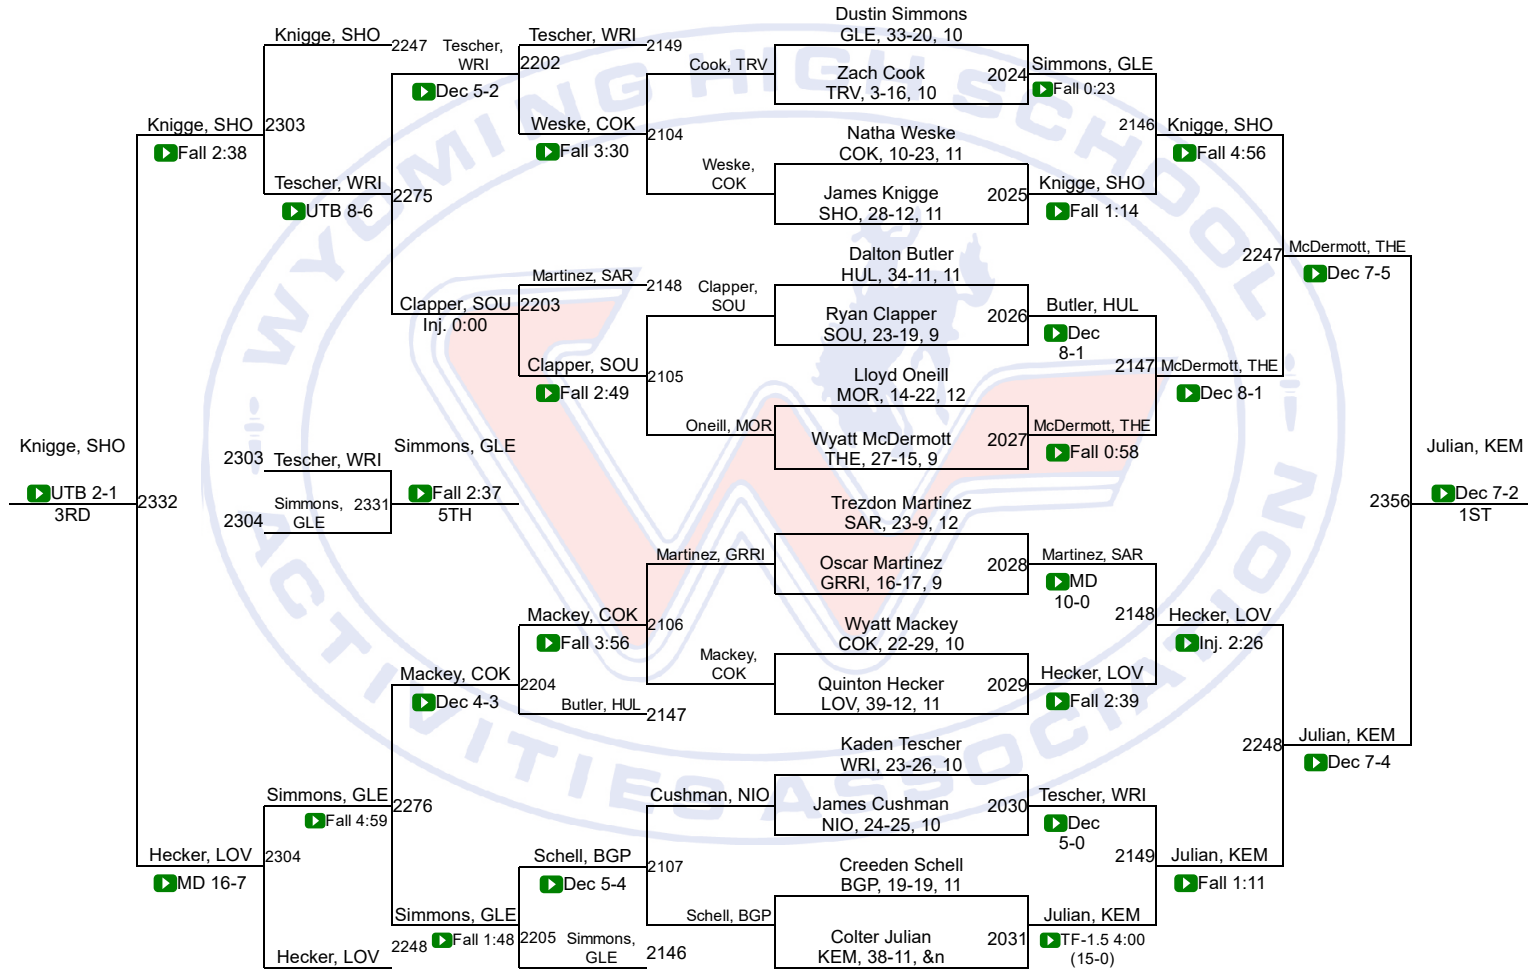 Dustin Simmons
GLE, 33-20, 10
Knigge, SHO
2247
Tescher,
WRI
Tescher, WRI
2149
2202
Cook, TRV
Zach Cook
TRV, 3-16, 10
2024
Simmons, GLE
Fall 0:23
Dec 5-2
Knigge, SHO
2303
Fall 2:38
Weske, COK
2104
Fall 3:30
Natha Weske
COK, 10-23, 11
2146
Knigge, SHO
Fall 4:56
Weske,
COK
Tescher, WRI
2275
UTB 8-6
James Knigge
SHO, 28-12, 11
2025
Knigge, SHO
Fall 1:14
Dalton Butler
HUL, 34-11, 11
2247
McDermott, THE
Dec 7-5
Martinez, SAR
2148
Clapper,
SOU
Clapper, SOU
2203
Inj. 0:00
Ryan Clapper
SOU, 23-19, 9
2026
Butler, HUL
Dec
8-1
Clapper, SOU
2105
Fall 2:49
Lloyd Oneill
MOR, 14-22, 12
2147
McDermott, THE
Dec 8-1
Oneill, MOR
Wyatt McDermott
THE, 27-15, 9
2027
McDermott, THE
Fall 0:58
Knigge, SHO
UTB 2-1
3RD
2332
2303
Tescher, WRI
Simmons,
GLE
2304
2331
Simmons, GLE
Fall 2:37
5TH
Julian, KEM
2356
Dec 7-2
1ST
Trezdon Martinez
SAR, 23-9, 12
Martinez, GRRI
Oscar Martinez
GRRI, 16-17, 9
2028
Martinez, SAR
MD
10-0
Mackey, COK
2106
Fall 3:56
Wyatt Mackey
COK, 22-29, 10
2148
Hecker, LOV
Inj. 2:26
Mackey,
COK
Mackey, COK
2204
Dec 4-3
Butler, HUL
2147
Quinton Hecker
LOV, 39-12, 11
2029
Hecker, LOV
Fall 2:39
Kaden Tescher
WRI, 23-26, 10
2248
Julian, KEM
Dec 7-4
Simmons, GLE
2276
Fall 4:59
Cushman, NIO
James Cushman
NIO, 24-25, 10
2030
Tescher, WRI
Dec
5-0
Hecker, LOV
2304
MD 16-7
Schell, BGP
2107
Dec 5-4
Creeden Schell
BGP, 19-19, 11
2149
Julian, KEM
Fall 1:11
Simmons, GLE
Fall 1:48
2205
Simmons,
GLE
2146
Schell, BGP
Colter Julian
KEM, 38-11, &n
2031
Julian, KEM
TF-1.5 4:00
(15-0)
Hecker, LOV
2248
WYOMING HIGH SCHOOL
ACTIVITIES ASSOCIATION